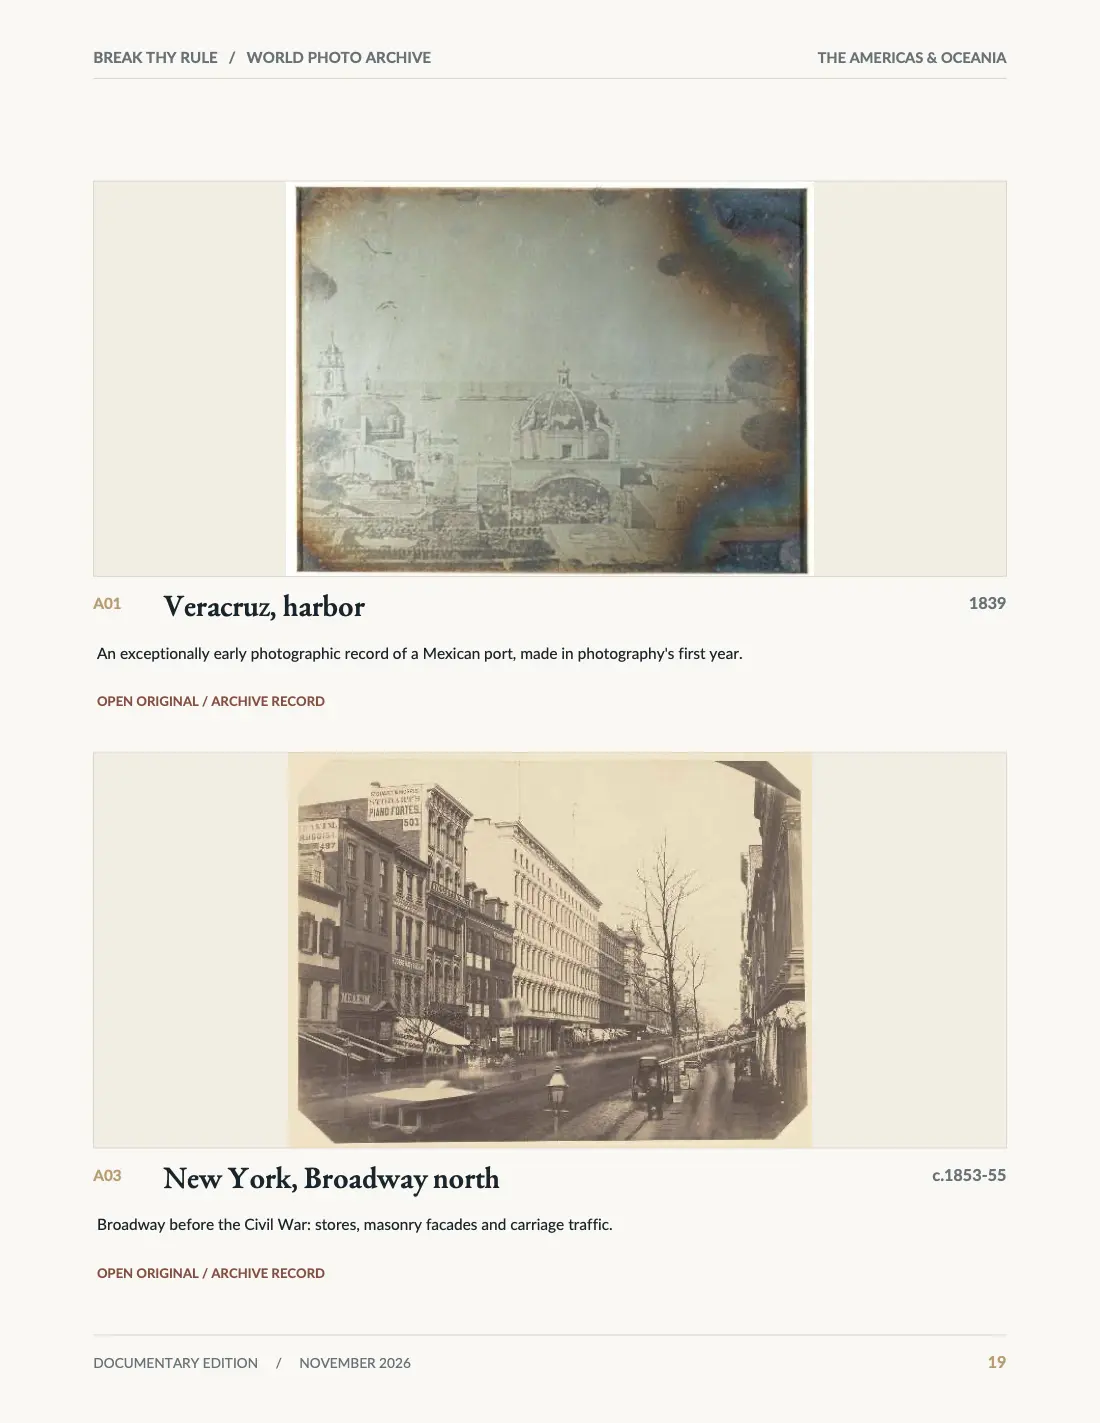 BREAK THY RULE / WORLD PHOTO ARCHIVE
THE AMERICAS & OCEANIA
A01
Veracruz, harbor
1839
An exceptionally early photographic record of a Mexican port, made in photography's first year.
OPEN ORIGINAL / ARCHIVE RECORD
PIANO FORTES.
501
497
A03
New York, Broadway north
c.1853-55
Broadway before the Civil War: stores, masonry facades and carriage traffic.
OPEN ORIGINAL / ARCHIVE RECORD
DOCUMENTARY EDITION / NOVEMBER 2026
19